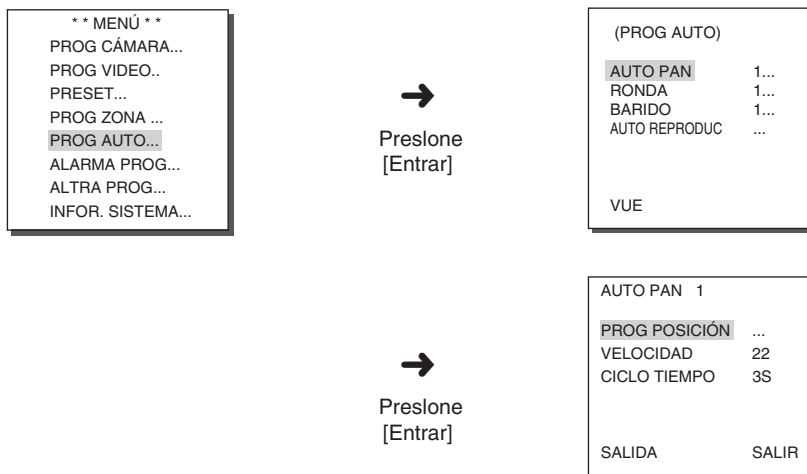 * * MENÚ * *
PROG CÁMARA...
PROG VIDEO..
PRESET...
PROG ZONA ...
PROG AUTO...
ALARMA PROG...
ALTRA PROG...
INFOR. SISTEMA...
Preslone
[Entrar]
(PROG AUTO)
AUTO PAN 1...
RONDA 1...
BARIDO 1...
AUTO REPRODUC ...
VUE
Preslone
[Entrar]
AUTO PAN 1
PROG POSICIÓN ...
VELOCIDAD 22
CICLO TIEMPO 3S
SALIDA SALIR